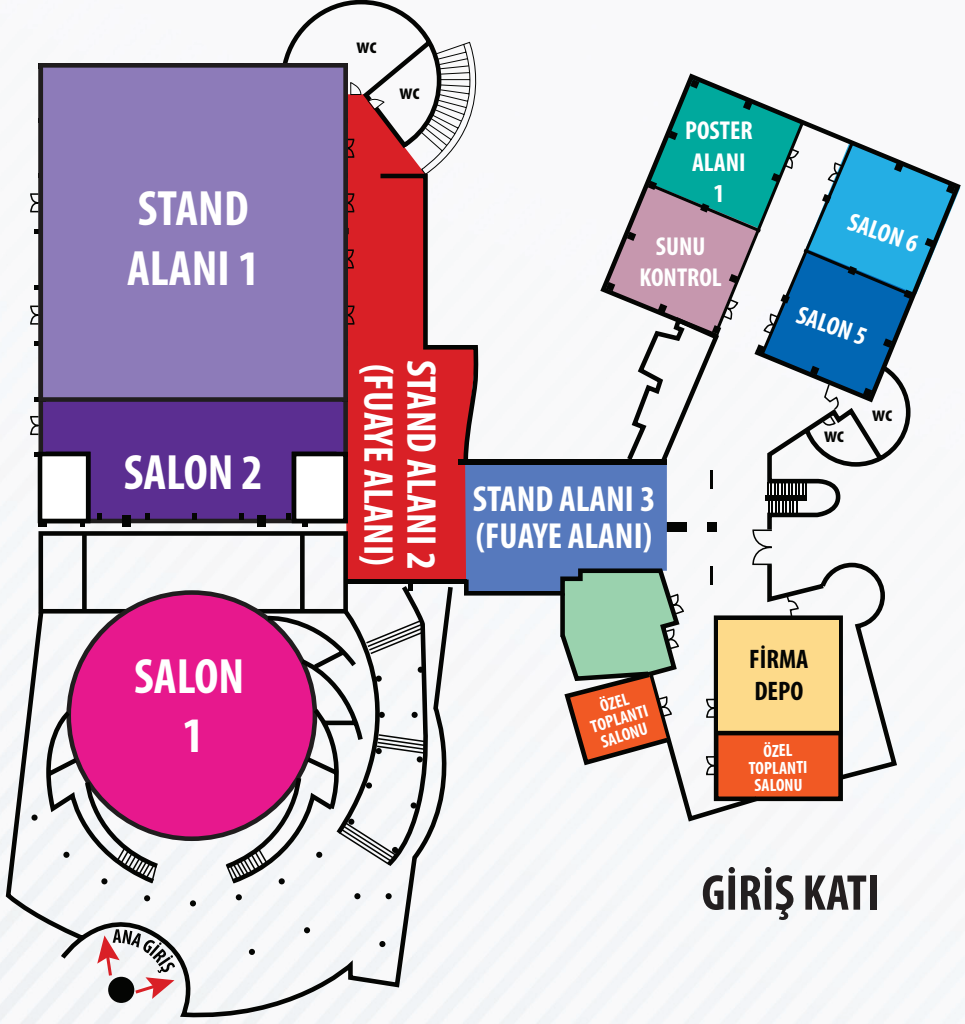 WC
WC
STAND
ALANI 1
POSTER
ALANI
1
SUNU
KONTROL
SALON 6
SALON 5
WC
WC
SALON 2
STAND ALANI 2
(FUAYE ALANI)
STAND ALANI 3
(FUAYE ALANI)
SALON
1
FİRMA
DEPO
ÖZEL
TOPLANTI
SALONU
ÖZEL
TOPLANTI
SALONU
GİRİŞ KATI
ANA GİRİŞ